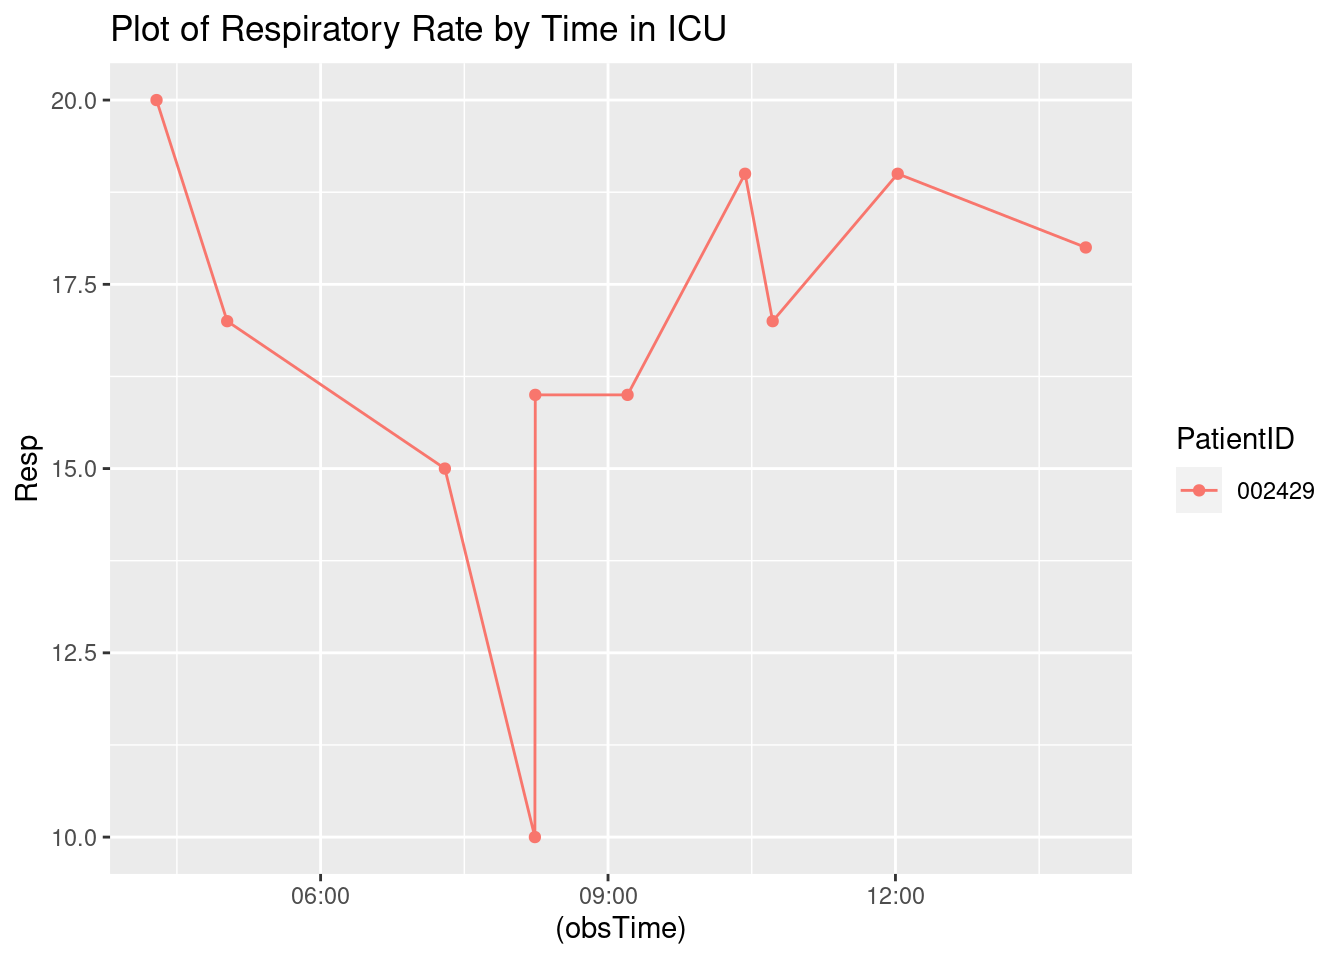 Plot of Respiratory Rate by Time in ICU
20.0
17.5
15.0
12.5
10.0
Resp
06:00 09:00 12:00
(obsTime)
PatientID
002429